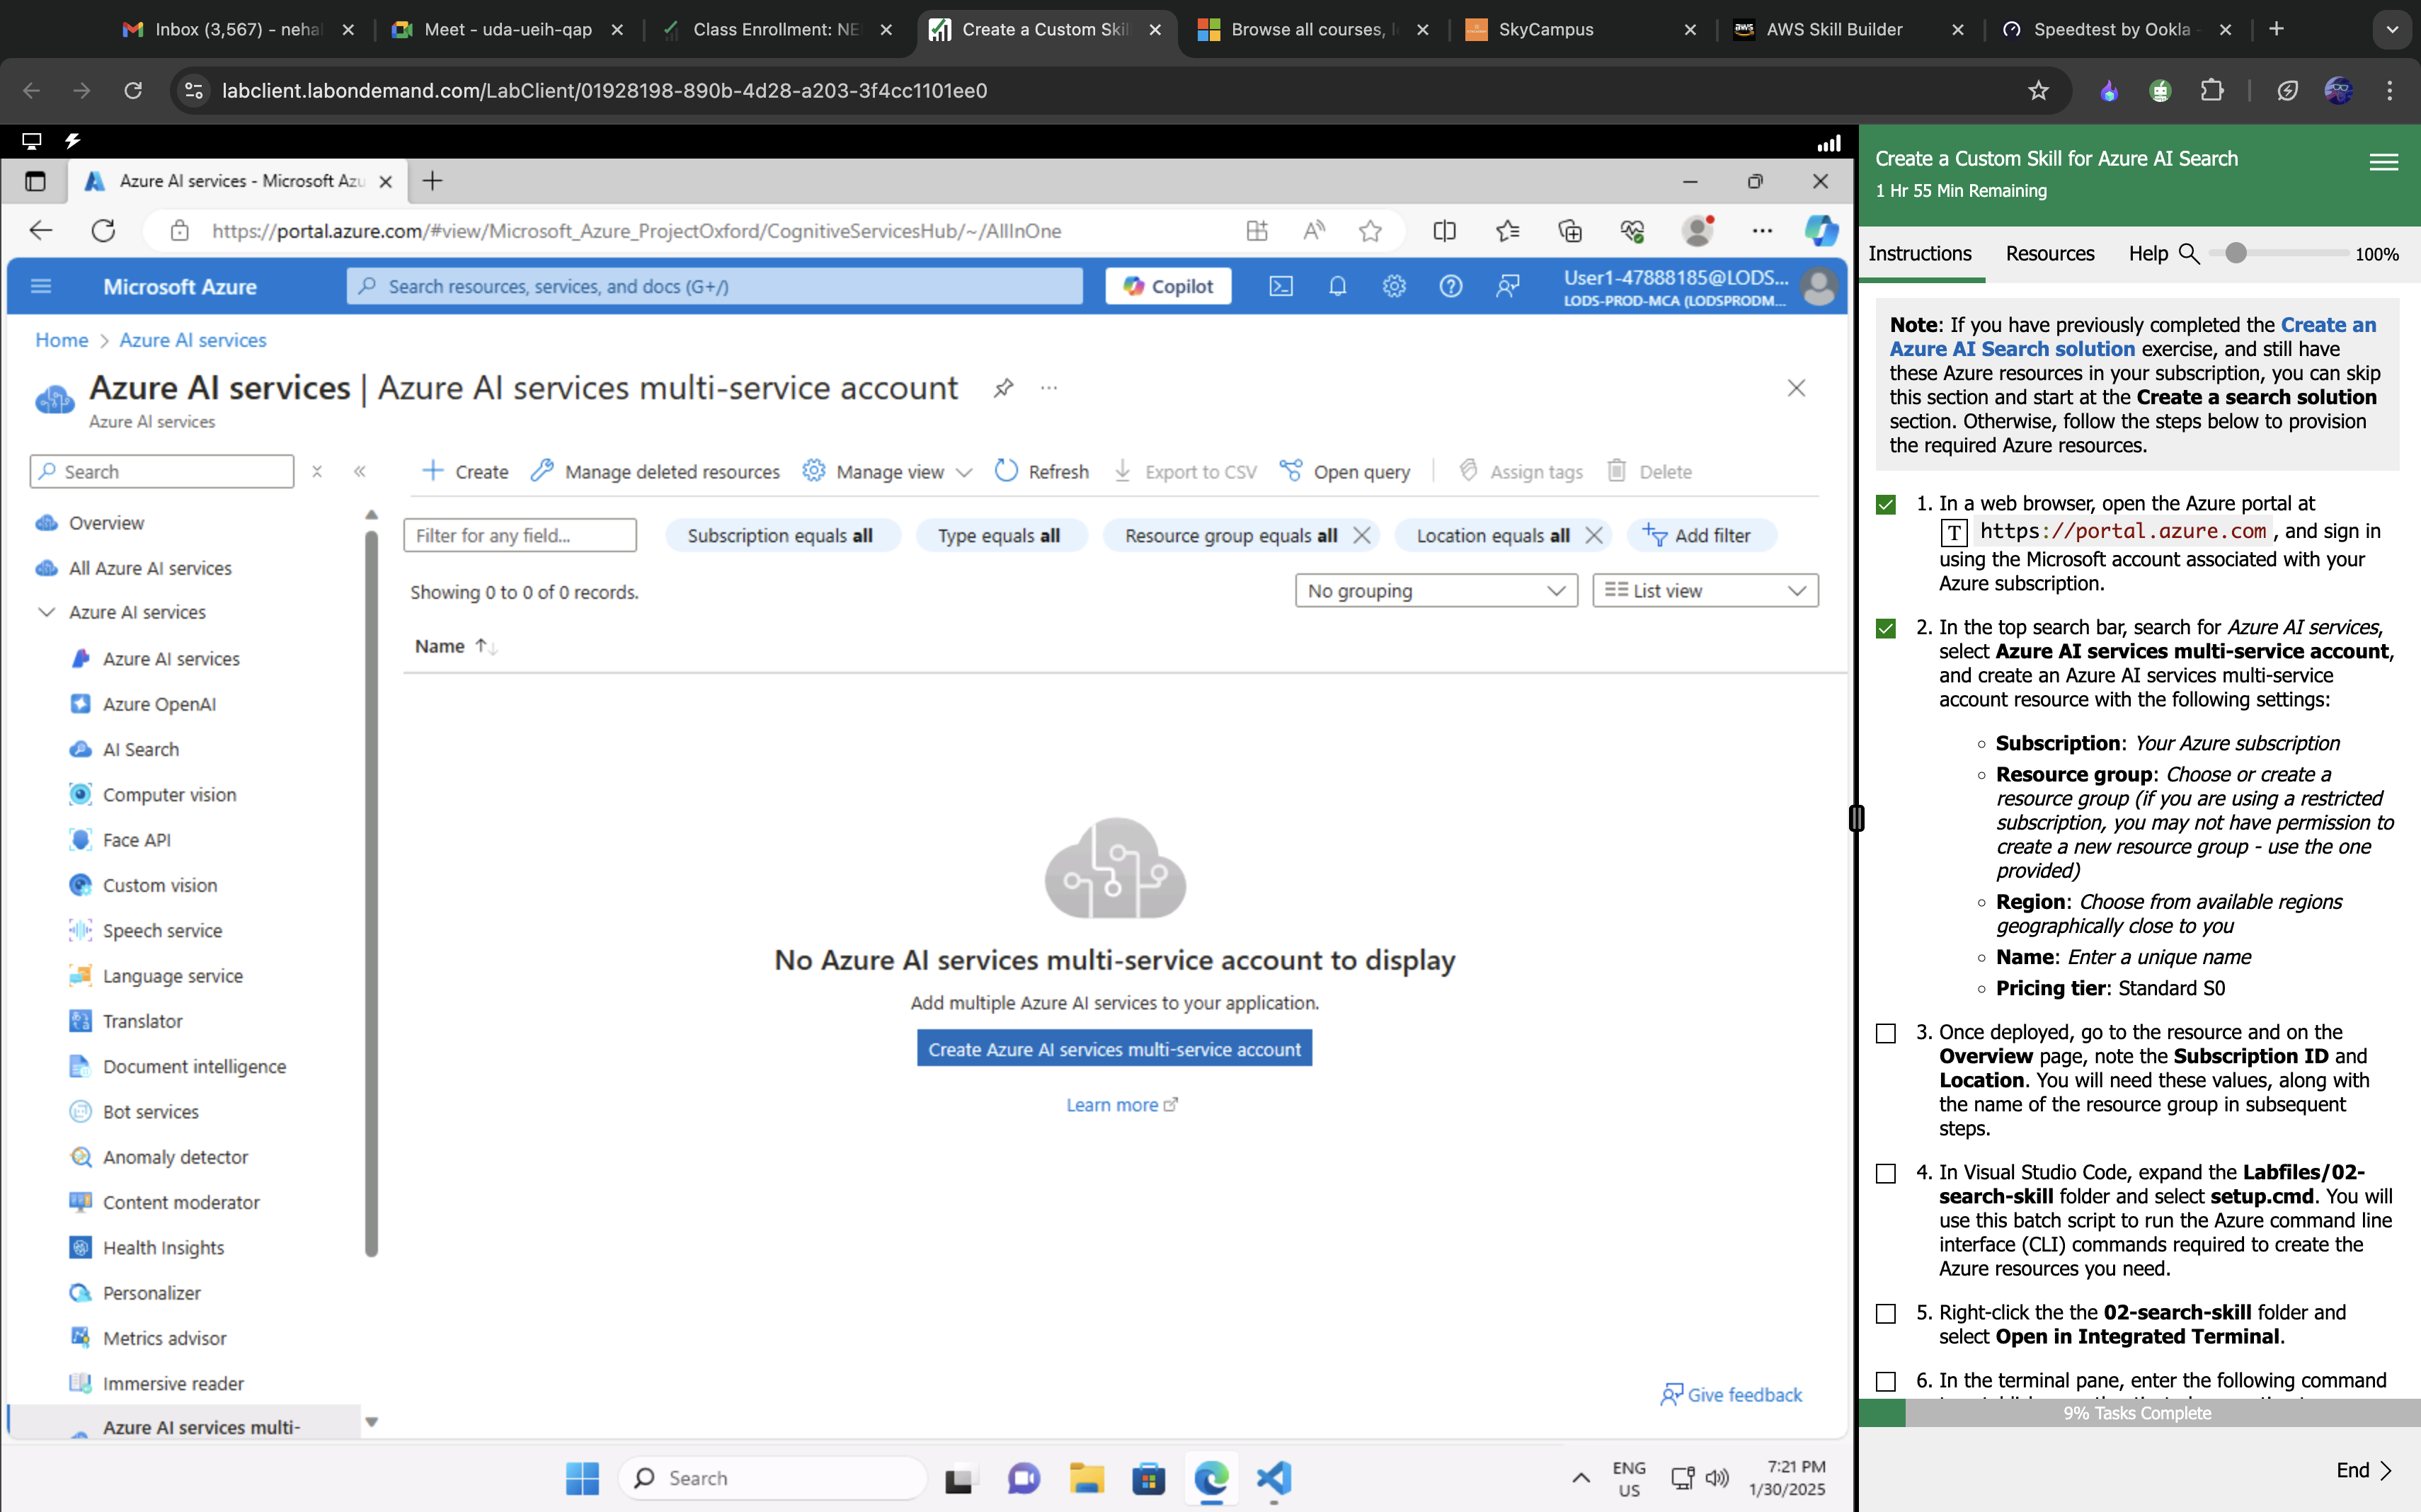 Inbox (3,567) - neha
Meet - uda-ueih-qap
Class Enrollment: NE
Create a Custom Skil
Browse all courses, l
SkyCampus
AWS Skill Builder
Speedtest by Ookla
labclient.labondemand.com/LabClient/01928198-890b-4d28-a203-3f4cc1101ee0
Azure AI services - Microsoft Azu
https://portal.azure.com/#view/Microsoft_Azure_ProjectOxford/CognitiveServicesHub/~/AllInOne
Microsoft Azure
Search resources, services, and docs (G+/)
Copilot
User1-47888185@LODS...
LODS-PROD-MCA (LODSPRODM...
Home > Azure AI services
Azure AI services | Azure AI services multi-service account
Azure AI services
Search
Create
Manage deleted resources
Manage view
Refresh
Export to CSV
Open query
Assign tags
Delete
Overview
All Azure AI services
Azure AI services
Azure AI services
Azure OpenAI
AI Search
Computer vision
Face API
Custom vision
Speech service
Language service
Translator
Document intelligence
Bot services
Anomaly detector
Content moderator
Health Insights
Personalizer
Metrics advisor
Immersive reader
Azure AI services multi-
Filter for any field...
Subscription equals all
Type equals all
Resource group equals all
Location equals all
Add filter
Showing 0 to 0 of 0 records.
No grouping
List view
Name
No Azure AI services multi-service account to display
Add multiple Azure AI services to your application.
Create Azure AI services multi-service account
Learn more
Give feedback
Search
ENG
US
7:21 PM
1/30/2025
Create a Custom Skill for Azure AI Search
1 Hr 55 Min Remaining
Instructions
Resources
Help
100%
Note: If you have previously completed the Create an
Azure AI Search solution exercise, and still have
these Azure resources in your subscription, you can skip
this section and start at the Create a search solution
section. Otherwise, follow the steps below to provision
the required Azure resources.
1. In a web browser, open the Azure portal at
T https://portal.azure.com , and sign in
using the Microsoft account associated with your
Azure subscription.
2. In the top search bar, search for Azure AI services,
select Azure AI services multi-service account,
and create an Azure AI services multi-service
account resource with the following settings:
Subscription: Your Azure subscription
Resource group: Choose or create a
resource group (if you are using a restricted
subscription, you may not have permission to
create a new resource group - use the one
provided)
Region: Choose from available regions
geographically close to you
Name: Enter a unique name
Pricing tier: Standard S0
3. Once deployed, go to the resource and on the
Overview page, note the Subscription ID and
Location. You will need these values, along with
the name of the resource group in subsequent
steps.
4. In Visual Studio Code, expand the Labfiles/02-
search-skill folder and select setup.cmd. You will
use this batch script to run the Azure command line
interface (CLI) commands required to create the
Azure resources you need.
5. Right-click the the 02-search-skill folder and
select Open in Integrated Terminal.
6. In the terminal pane, enter the following command
9% Tasks Complete
End